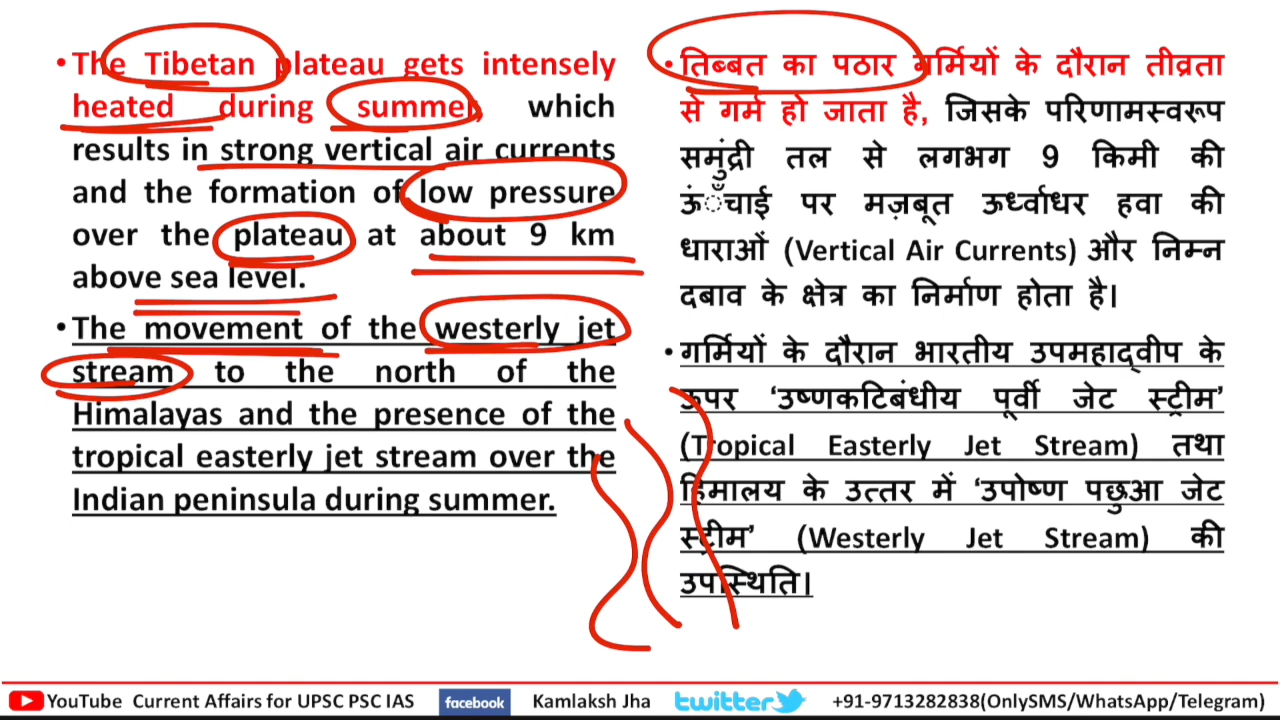 •The Tibetan plateau gets intensely
heated during summer, which
results in strong vertical air currents
and the formation of low pressure
over the plateau at about 9 km
above sea level.
•The movement of the westerly jet
stream to the north of the
Himalayas and the presence of the
tropical easterly jet stream over the
Indian peninsula during summer.
•तिब्बत का पठार गर्मियों के दौरान तीव्रता
से गर्म हो जाता है, जिसके परिणामस्वरूप
समुंद्री तल से लगभग 9 किमी की
ऊंँचाई पर मज़बूत ऊर्ध्वाधर हवा की
धाराओं (Vertical Air Currents) और निम्न
दबाव के क्षेत्र का निर्माण होता है।
•गर्मियों के दौरान भारतीय उपमहाद्वीप के
ऊपर ‘उष्णकटिबंधीय पूर्वी जेट स्ट्रीम’
(Tropical Easterly Jet Stream) तथा
हिमालय के उत्तर में ‘उपोष्ण पछुआ जेट
स्ट्रीम’ (Westerly Jet Stream) की
उपस्थिति।
YouTube Current Affairs for UPSC PSC IAS facebook Kamlaksh Jha twitter +91-9713282838(OnlySMS/WhatsApp/Telegram)